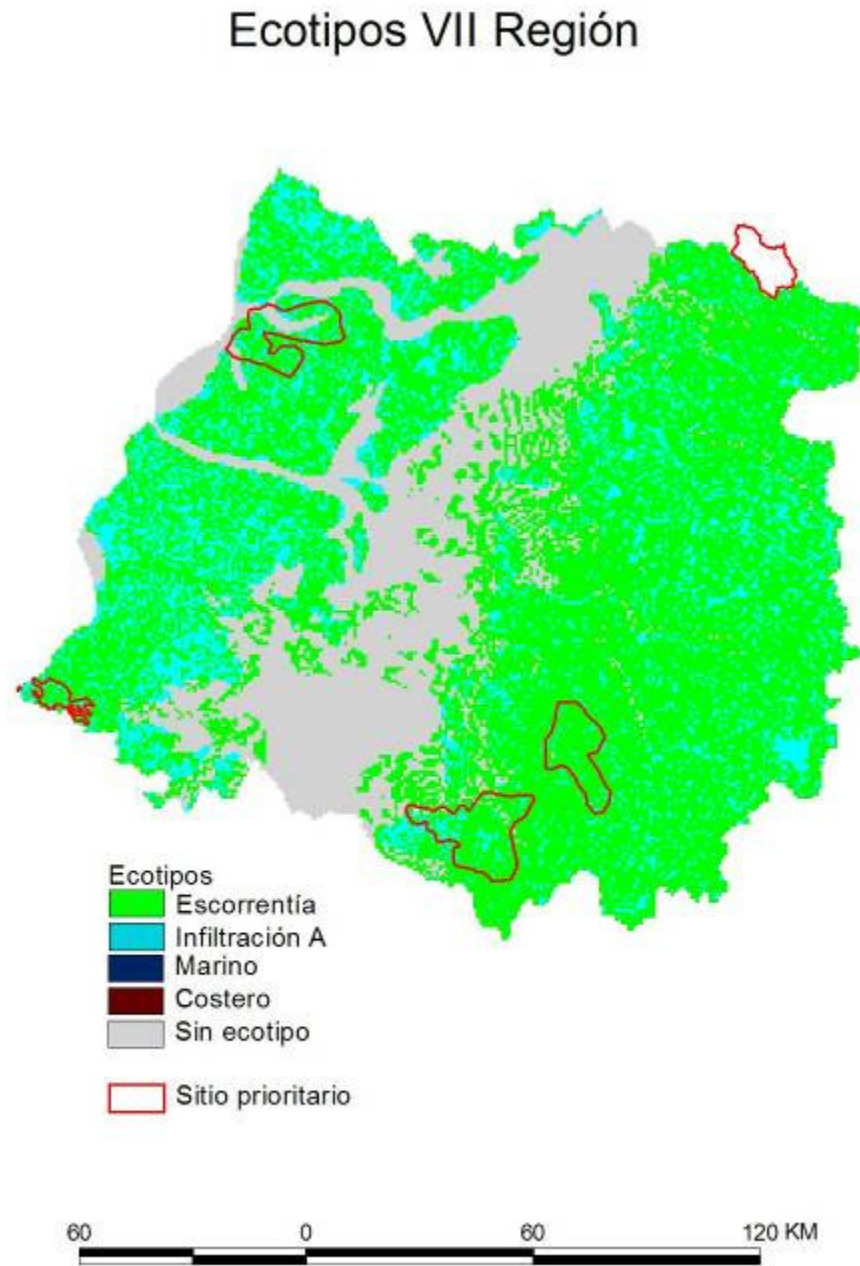 Ecotipos VII Región
Ecotipos
Escorrentía
Infiltración A
Marino
Costero
Sin ecotipo
Sitio prioritario
60 0 60 120 KM